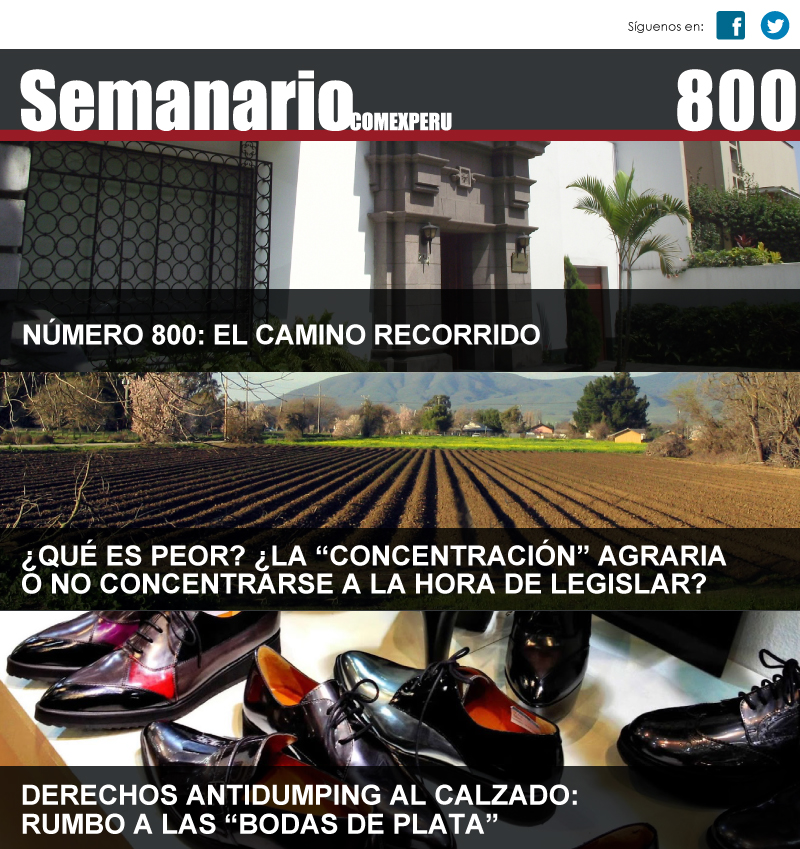 Síguenos en:
Semanario COMEXPERU 800
NÚMERO 800: EL CAMINO RECORRIDO
¿QUÉ ES PEOR? ¿LA “CONCENTRACIÓN” AGRARIA
O NO CONCENTRARSE A LA HORA DE LEGISLAR?
DERECHOS ANTIDUMPING AL CALZADO:
RUMBO A LAS “BODAS DE PLATA”